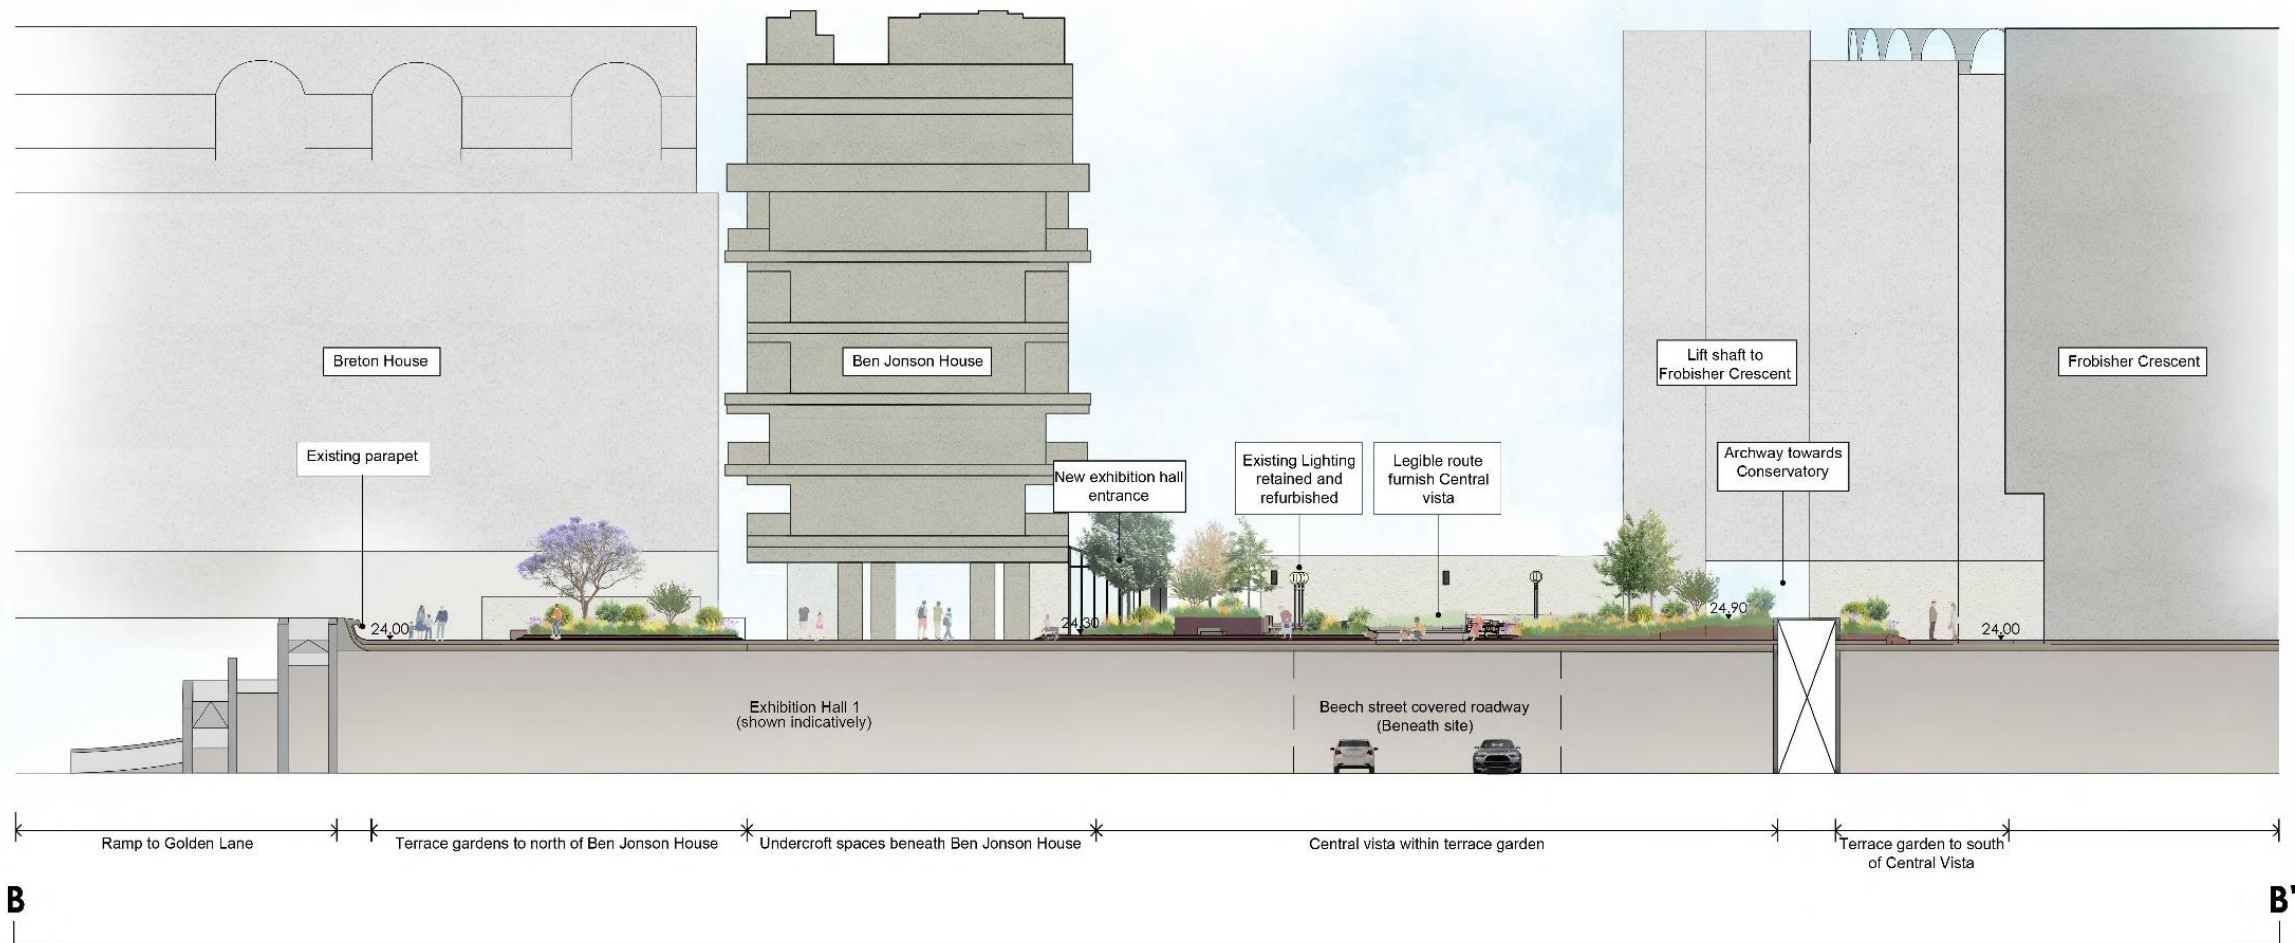 Breton House
Ben Jonson House
Lift shaft to
Frobisher Crescent
Frobisher Crescent
Existing parapet
New exhibition hall
entrance
Existing Lighting
retained and
refurbished
Legible route
furnish Central
vista
Archway towards
Conservatory
24.00
24.30
24.90
24.00
Exhibition Hall 1
(shown indicatively)
Beech street covered roadway
(Beneath site)
Ramp to Golden Lane
Terrace gardens to north of Ben Jonson House
Undercroft spaces beneath Ben Jonson House
Central vista within terrace garden
Terrace garden to south
of Central Vista
B
B'